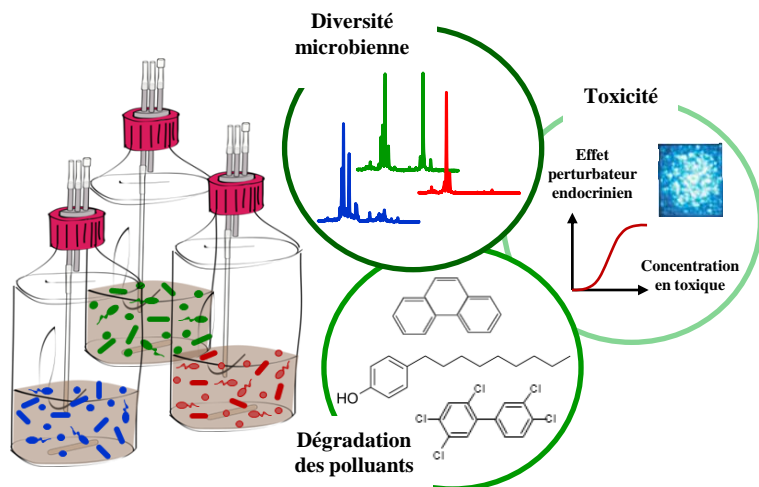 Diversité
microbienne
Toxicité
Effet
perturbateur
endocrinien
Concentration
en toxique
HO
Cl
Cl
Cl
Cl
Cl
Dégradation
des polluants